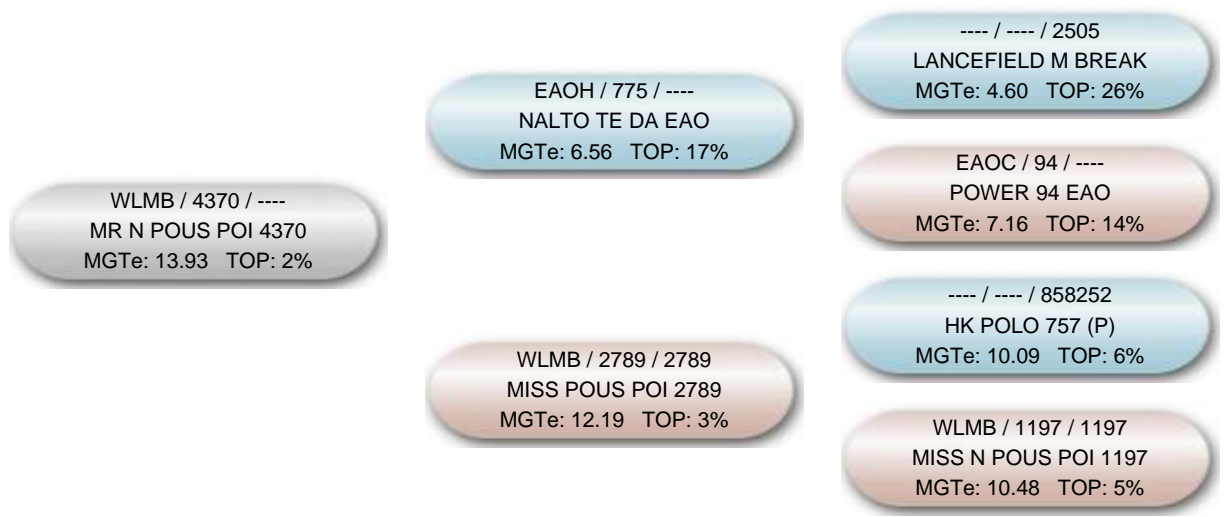 WLMB / 4370 / ----
MR N POUS POI 4370
MGTe: 13.93 TOP: 2%
EAOH / 775 / ----
NALTO TE DA EAO
MGTe: 6.56 TOP: 17%
WLMB / 2789 / 2789
MISS POUS POI 2789
MGTe: 12.19 TOP: 3%
---- / ---- / 2505
LANCEFIELD M BREAK
MGTe: 4.60 TOP: 26%
EAOC / 94 / ----
POWER 94 EAO
MGTe: 7.16 TOP: 14%
---- / ---- / 858252
HK POLO 757 (P)
MGTe: 10.09 TOP: 6%
WLMB / 1197 / 1197
MISS N POUS POI 1197
MGTe: 10.48 TOP: 5%